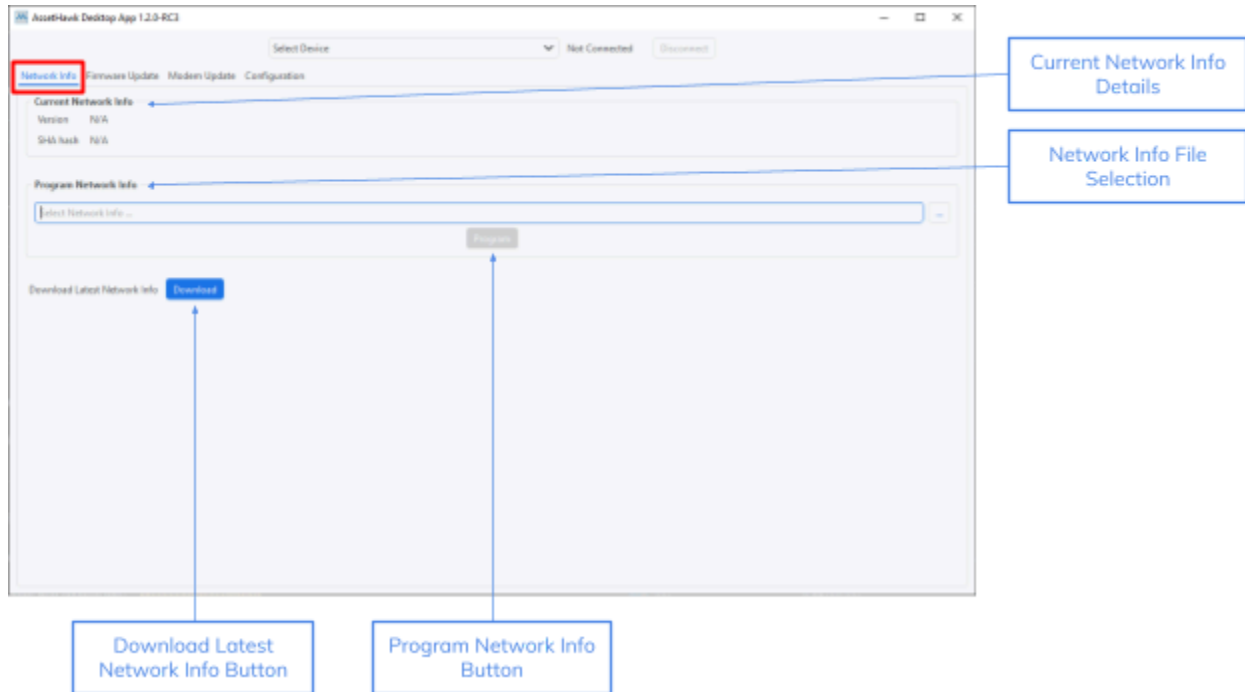 AssetHawk Desktop App 1.2.0-RC3
Select Device Not Connected Disconnect
Network Info Firmware Update Modem Update Configuration
Current Network Info
Version N/A
SHA hash N/A
Program Network Info
Select Network Info ...
...
Program
Download Latest Network Info Download
Current Network Info
Details
Network Info File
Selection
Download Latest
Network Info Button
Program Network Info
Button